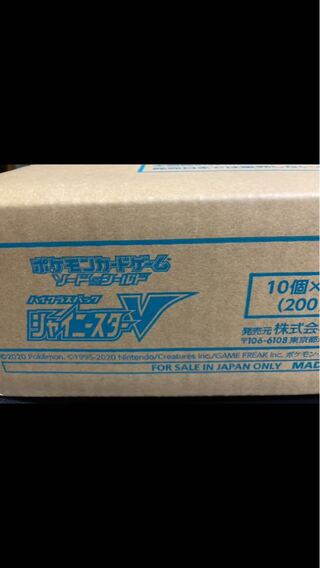 ポケモンカードゲーム
ソード&シールド
ハイクラスパック
シャイニースターV
10個×
(200
発売元 株式会
〒106-6108 東京都
©2020 Pokémon. ©1995-2020 Nintendo/Creatures Inc./GAME FREAK Inc. ポケモン・
FOR SALE IN JAPAN ONLY MAD